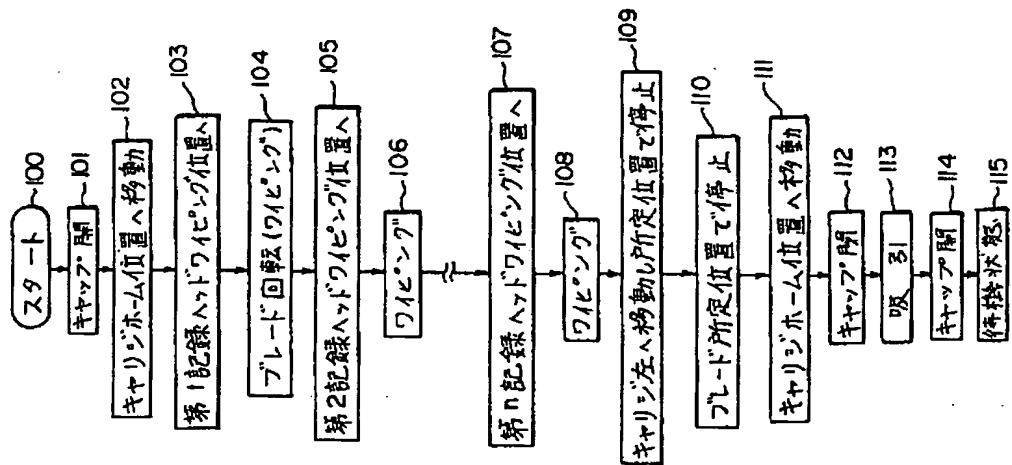 スタート 100
キャップ開 101
キャリジホーム位置へ移動 102
第1記録ヘッドワイピング位置へ 103
ブレード回転(ワイピング) 104
第2記録ヘッドワイピング位置へ 105
ワイピング 106
第n記録ヘッドワイピング位置へ 107
ワイピング 108
キャリジ左へ移動し所定位置で停止 109
ブレード所定位置で停止 110
キャリジホーム位置へ移動 111
キャップ閉 112
吸引 113
キャップ開 114
待機状態 115